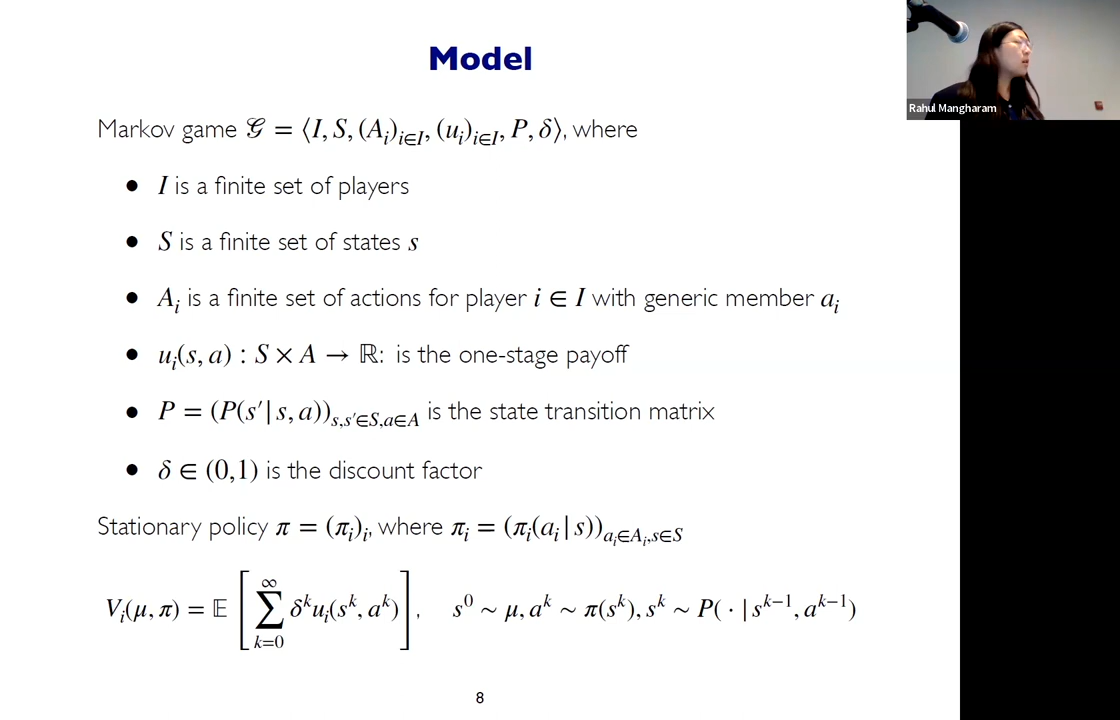 Model
Rahul Mangharam
Markov game 𝒢 = ⟨I, S, (A_i)_{i∈I}, (u_i)_{i∈I}, P, δ⟩, where
• I is a finite set of players
• S is a finite set of states s
• A_i is a finite set of actions for player i ∈ I with generic member a_i
• u_i(s, a) : S × A → ℝ: is the one-stage payoff
• P = (P(s′|s, a))_{s,s′∈S,a∈A} is the state transition matrix
• δ ∈ (0,1) is the discount factor
Stationary policy π = (π_i)_i, where π_i = (π_i(a_i|s))_{a_i∈A_i,s∈S}
V_i(μ, π) = 𝔼 [∑_{k=0}^{∞} δ^k u_i(s^k, a^k)], s^0 ∼ μ, a^k ∼ π(s^k), s^k ∼ P( · |s^{k−1}, a^{k−1})
8